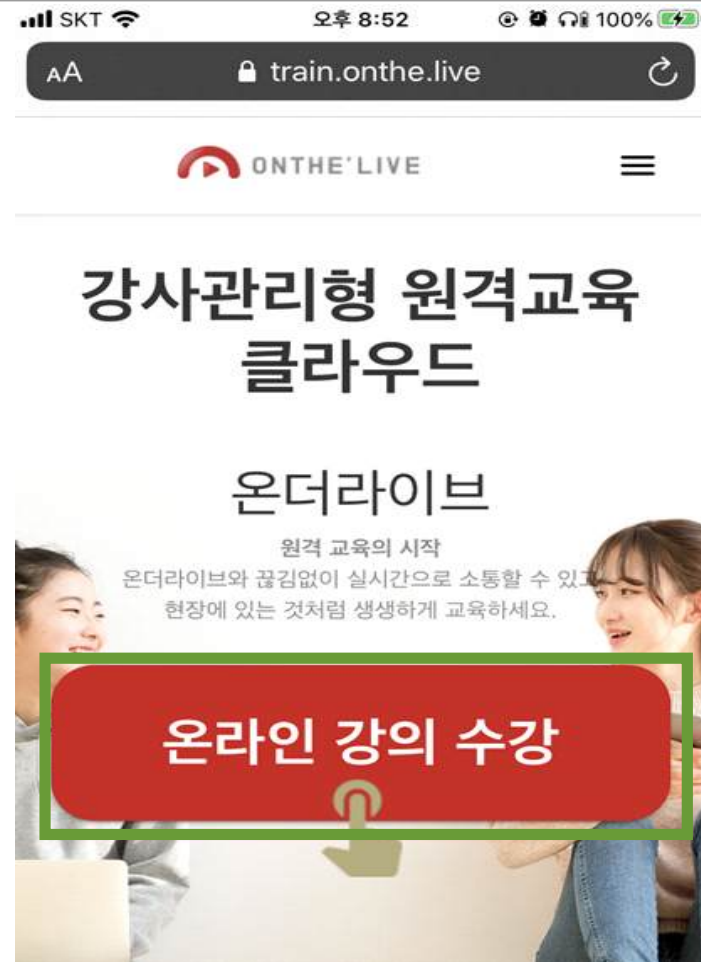 SKT 오후 8:52 100%
AA train.onthe.live
ONTHE'LIVE
강사관리형 원격교육
클라우드
온더라이브
원격 교육의 시작
온더라이브와 끊김없이 실시간으로 소통할 수 있고
현장에 있는 것처럼 생생하게 교육하세요.
온라인 강의 수강